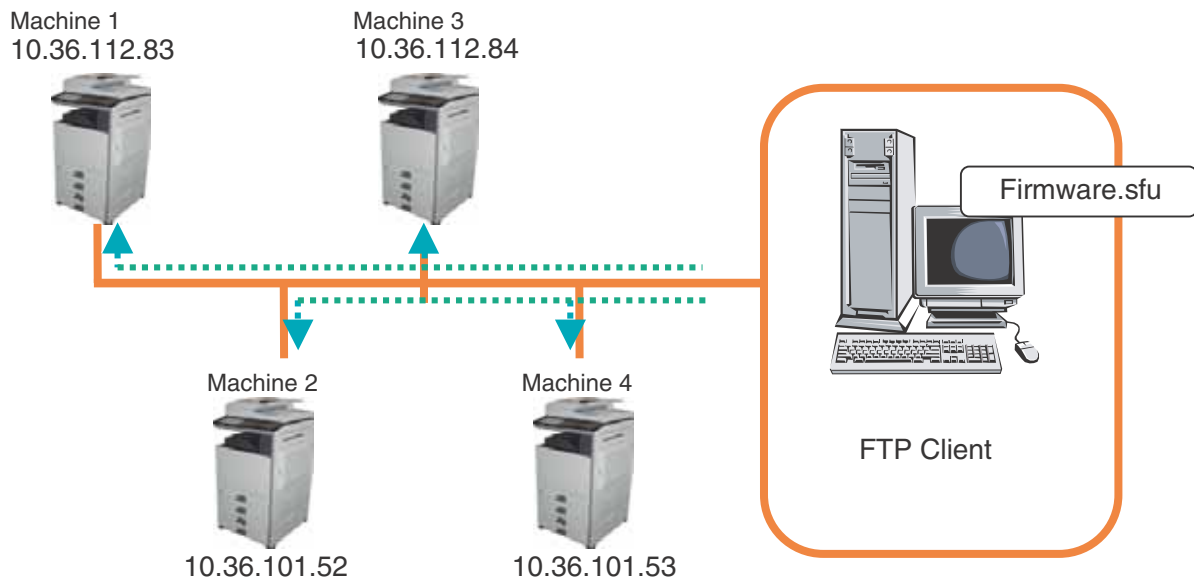 Machine 1
10.36.112.83
Machine 3
10.36.112.84
Firmware.sfu
Machine 2
10.36.101.52
Machine 4
10.36.101.53
FTP Client